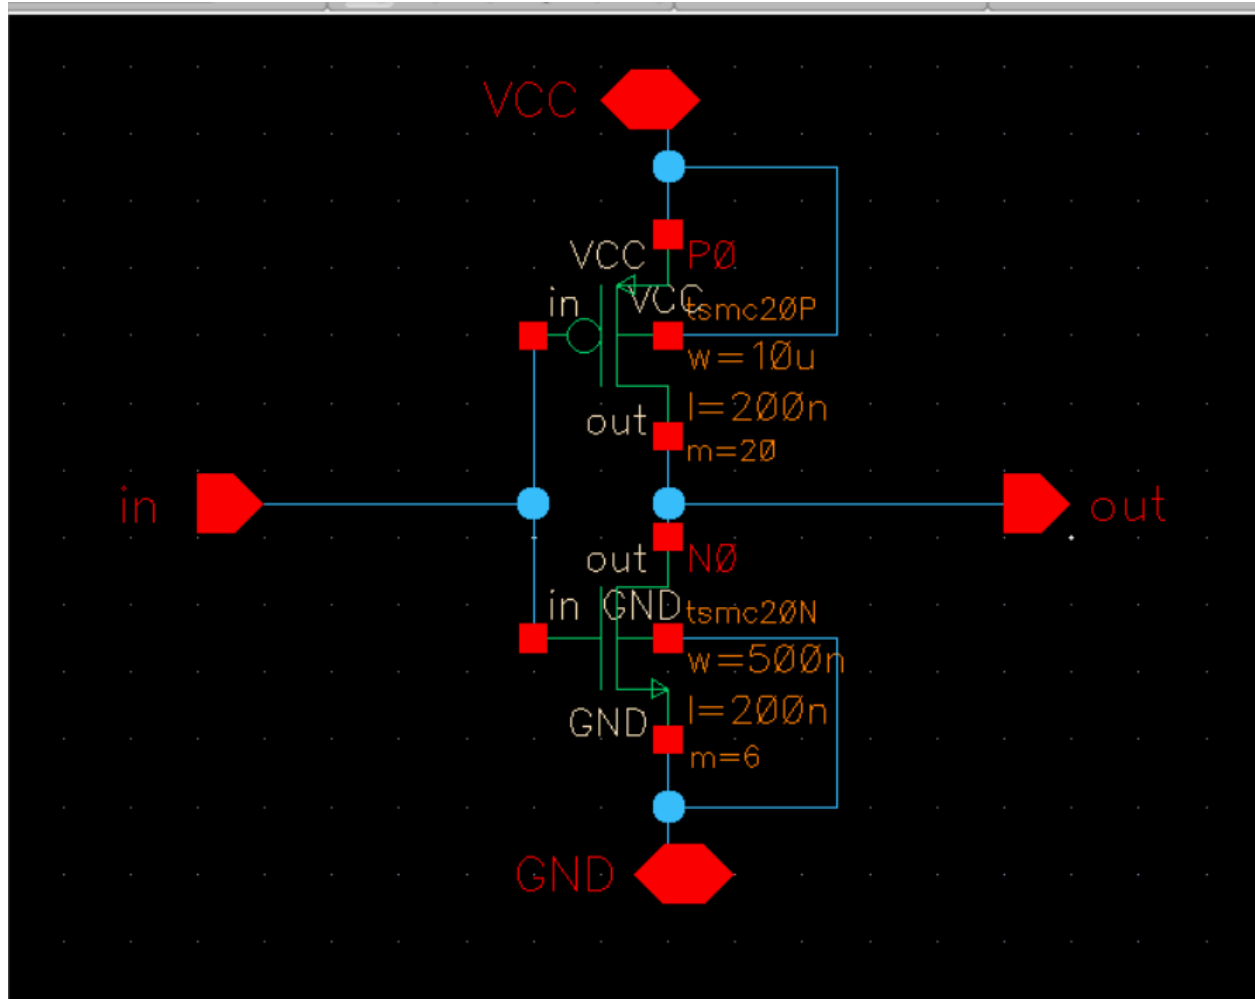 VCC
VCC P0
in VCC tsmc20P
w=10u
l=200n
out
m=20
in out
out N0
in GND tsmc20N
w=500n
l=200n
GND
m=6
GND